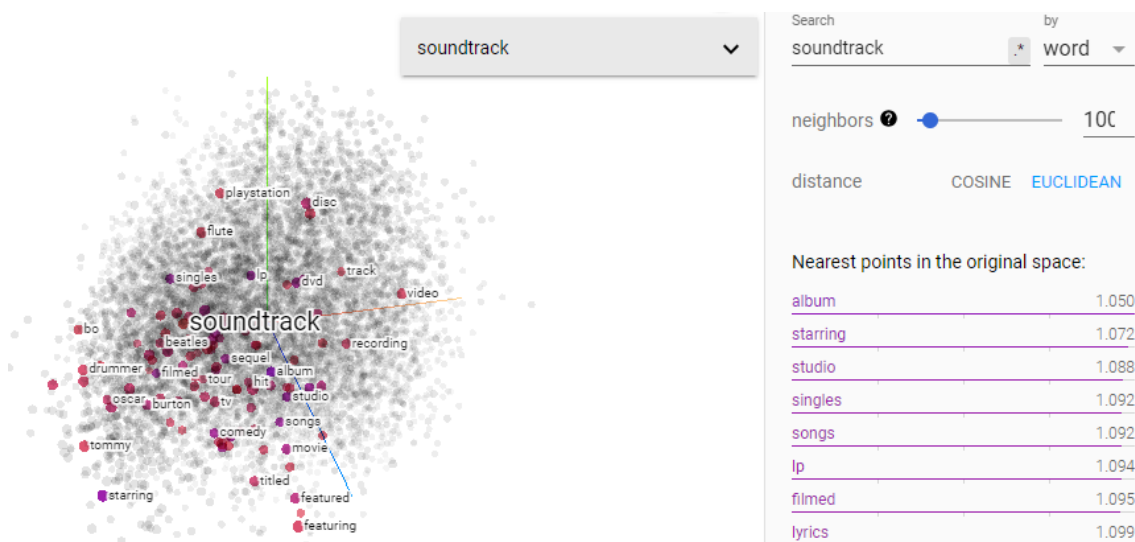 soundtrack
Search
soundtrack
.*
by
word
neighbors ?
100
distance
COSINE
EUCLIDEAN
Nearest points in the original space:
album 1.050
starring 1.072
studio 1.088
singles 1.092
songs 1.092
lp 1.094
filmed 1.095
lyrics 1.099
playstation
disc
flute
singles
lp
dvd
track
video
soundtrack
bo
beatles
recording
sequel
drummer
filmed
tour
hit
album
oscar
burton
tv
studio
songs
comedy
tommy
movie
titled
starring
featured
featuring